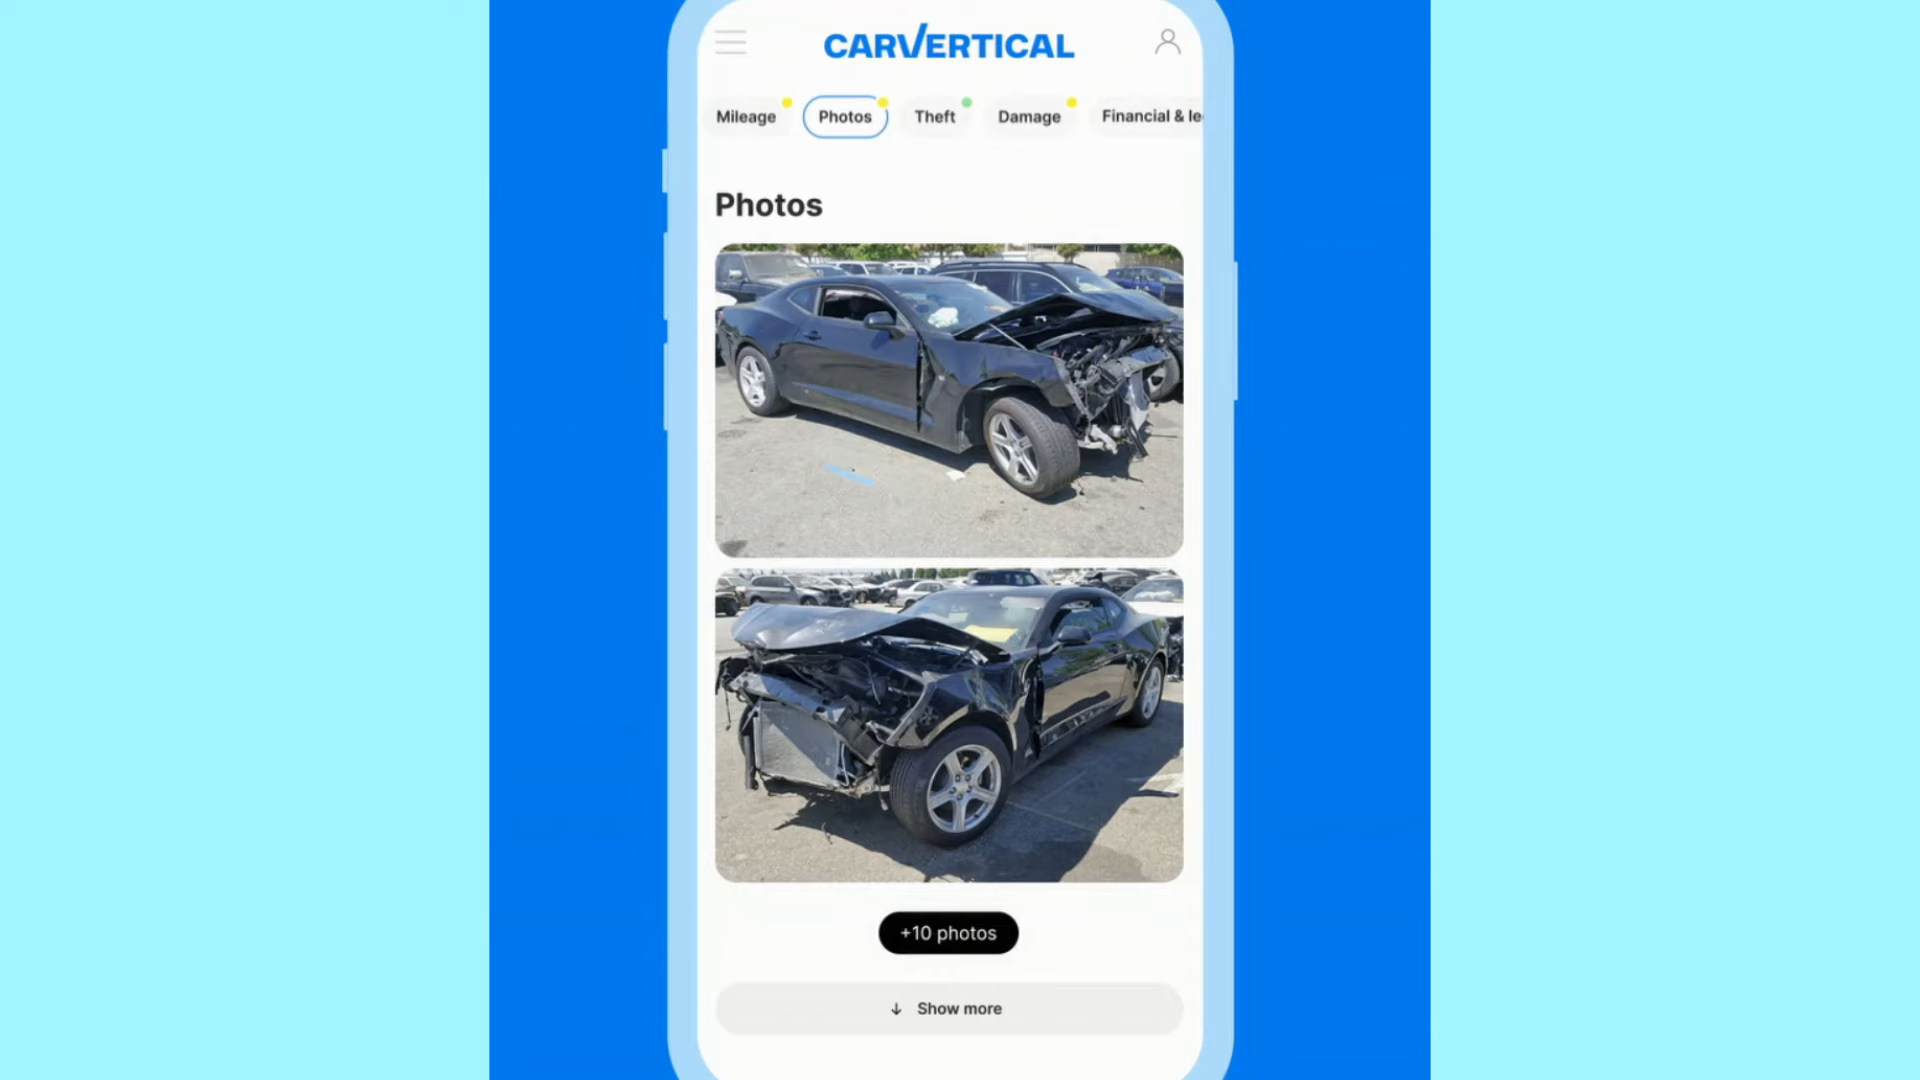 CARVERTICAL
Mileage
Photos
Theft
Damage
Financial & le
Photos
+10 photos
Show more